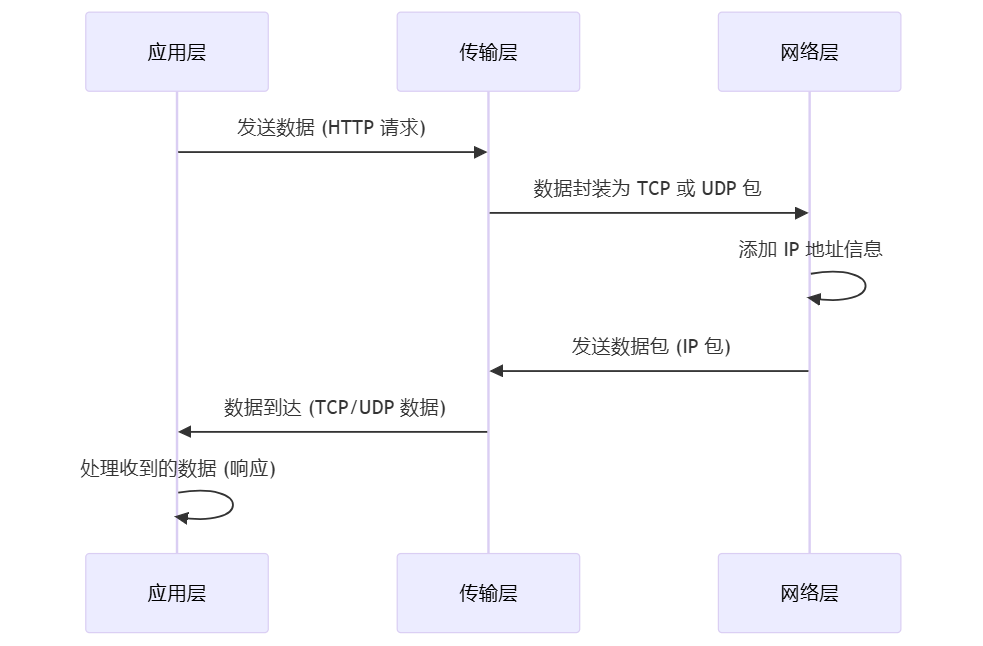 应用层
传输层
网络层
发送数据 (HTTP 请求)
数据封装为 TCP 或 UDP 包
添加 IP 地址信息
发送数据包 (IP 包)
数据到达 (TCP/UDP 数据)
处理收到的数据 (响应)
应用层
传输层
网络层